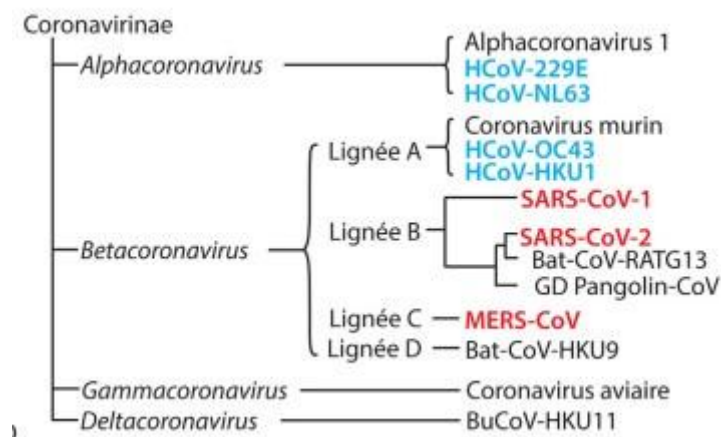 Coronavirinae
Alphacoronavirus
Alphacoronavirus 1
HCoV-229E
HCoV-NL63
Betacoronavirus
Lignée A
Coronavirus murin
HCoV-OC43
HCoV-HKU1
Lignée B
SARS-CoV-1
SARS-CoV-2
Bat-CoV-RATG13
GD Pangolin-CoV
Lignée C
MERS-CoV
Lignée D
Bat-CoV-HKU9
Gammacoronavirus
Coronavirus aviaire
Deltacoronavirus
BuCoV-HKU11